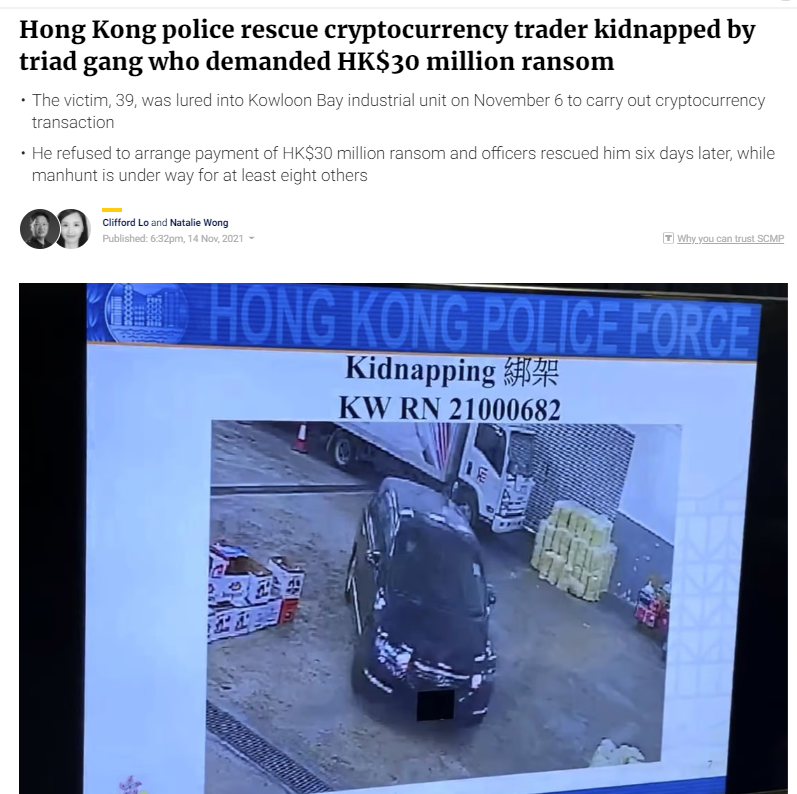 Hong Kong police rescue cryptocurrency trader kidnapped by
triad gang who demanded HK$30 million ransom
• The victim, 39, was lured into Kowloon Bay industrial unit on November 6 to carry out cryptocurrency
transaction
• He refused to arrange payment of HK$30 million ransom and officers rescued him six days later, while
manhunt is under way for at least eight others
Clifford Lo and Natalie Wong
Published: 6:32pm, 14 Nov, 2021
T Why you can trust SCMP
HONG KONG POLICE FORCE
Kidnapping 綁架
KW RN 21000682
7